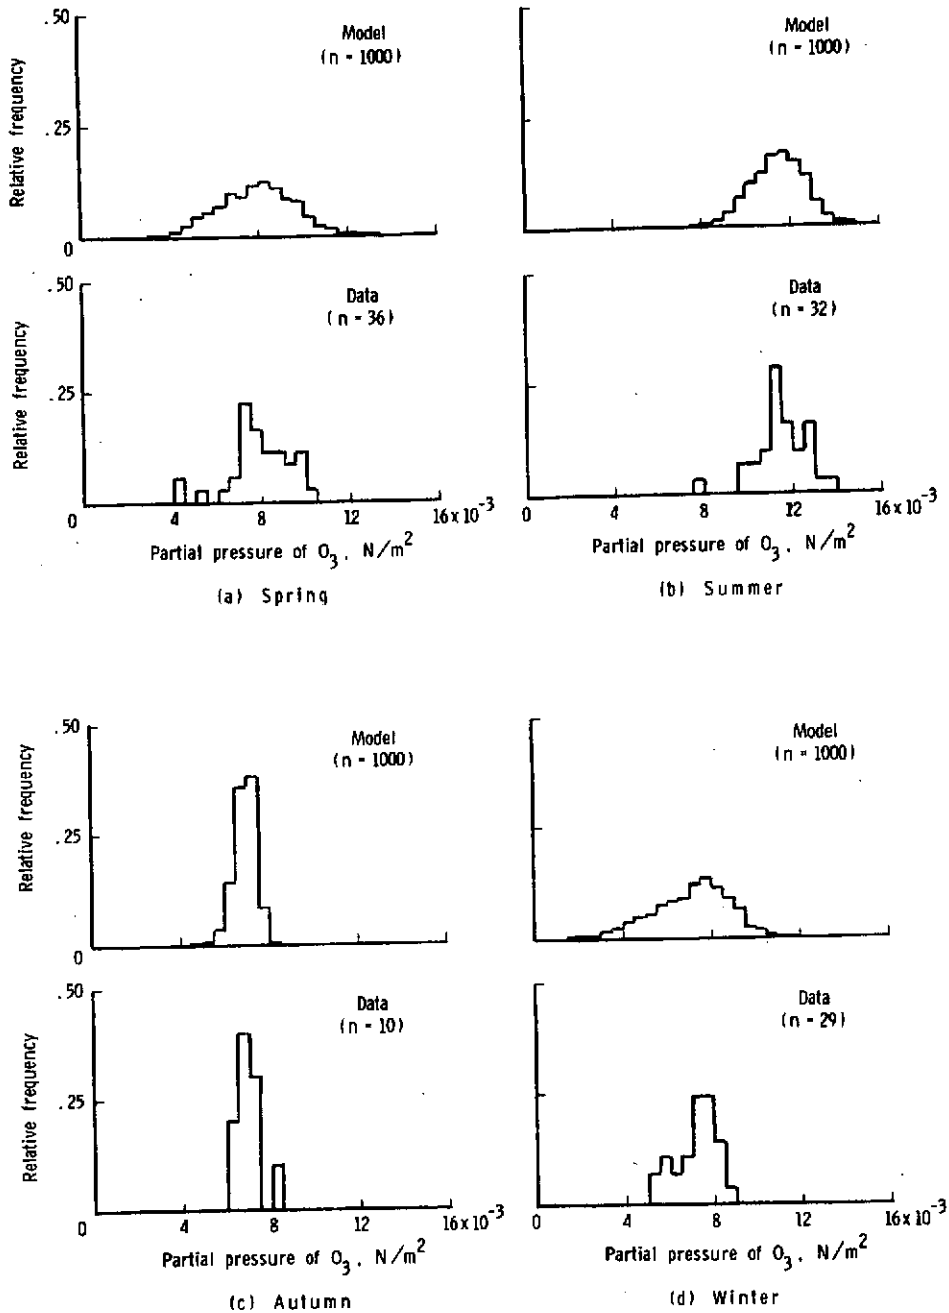 .50
Model
(n = 1000)
Relative frequency
.25
0
Model
(n = 1000)
.50
Data
(n = 36)
Relative frequency
.25
0
4
8
12
16 x 10-3
Partial pressure of O3, N/m2
(a) Spring
Data
(n = 32)
0
4
8
12
16 x 10-3
Partial pressure of O3, N/m2
(b) Summer
.50
Model
(n = 1000)
Relative frequency
.25
0
.50
Data
(n = 10)
Relative frequency
.25
0
4
8
12
16 x 10-3
Partial pressure of O3, N/m2
(c) Autumn
Model
(n = 1000)
Data
(n = 29)
0
4
8
12
16 x 10-3
Partial pressure of O3, N/m2
(d) Winter